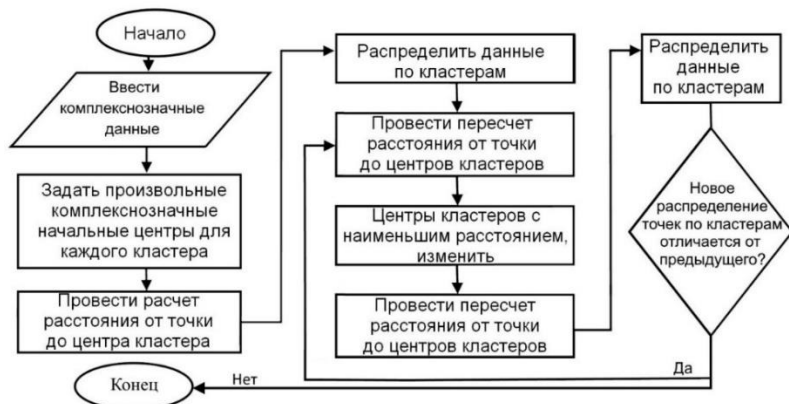 Начало
Ввести
комплекснозначные
данные
Задать произвольные
комплекснозначные
начальные центры для
каждого кластера
Провести расчет
расстояния от точки
до центра кластера
Распределить данные
по кластерам
Провести пересчет
расстояния от точки
до центров кластеров
Центры кластеров с
наименьшим расстоянием,
изменить
Провести пересчет
расстояния от точки
до центров кластеров
Распределить
данные
по кластерам
Новое
распределение
точек по кластерам
отличается от
предыдущего?
Да
Нет
Конец